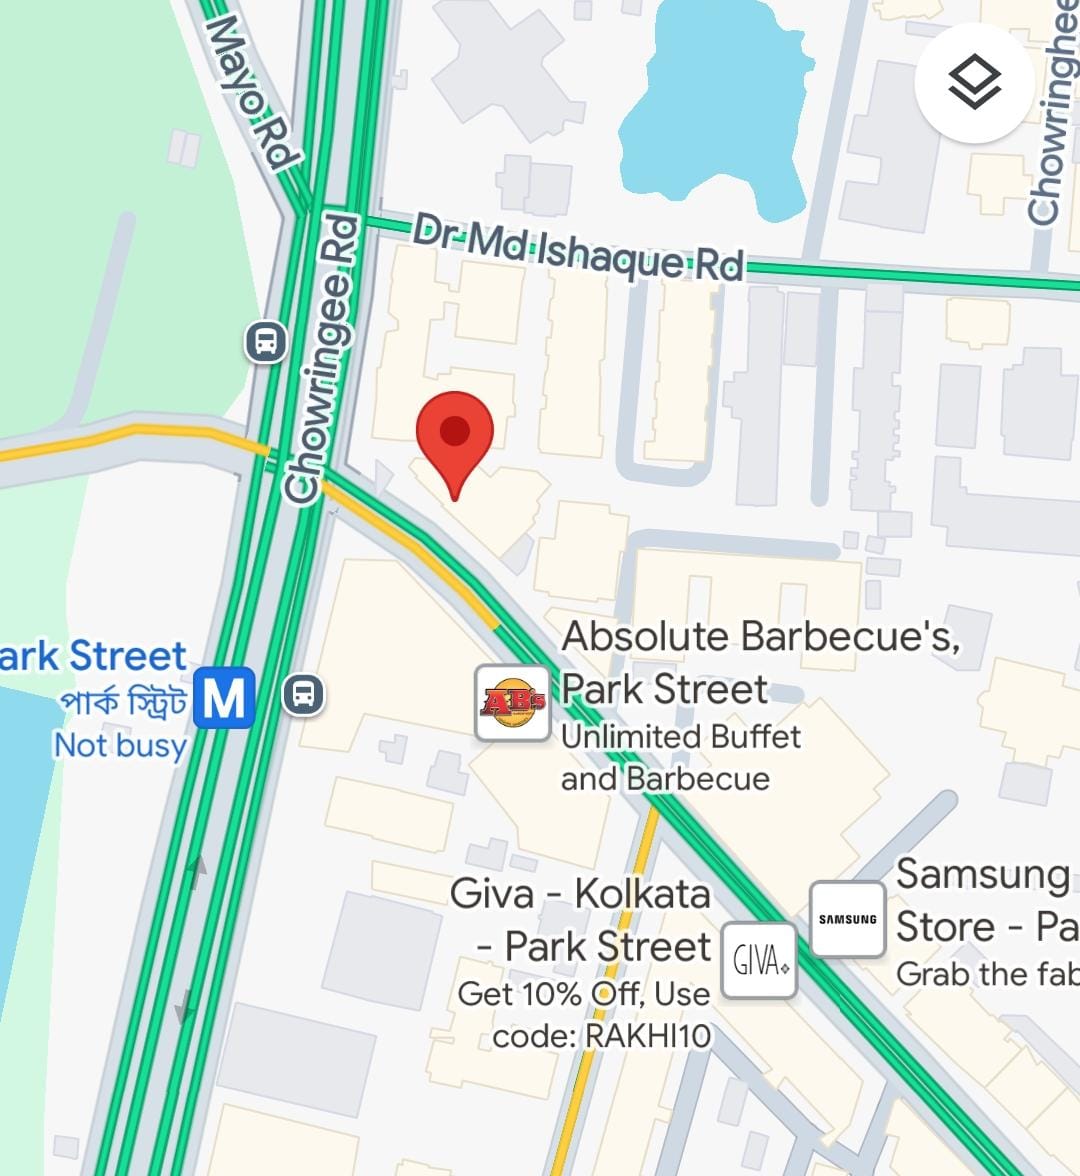 Mayo Rd
Chowringhee
Dr Md Ishaque Rd
Chowringee Rd
ark Street
পার্ক স্ট্রিট
Not busy
M
Absolute Barbecue's,
Park Street
Unlimited Buffet
and Barbecue
AB's
Giva - Kolkata
- Park Street
Get 10% Off, Use
code: RAKHI10
GIVA
SAMSUNG
Samsung
Store - Pa
Grab the fab